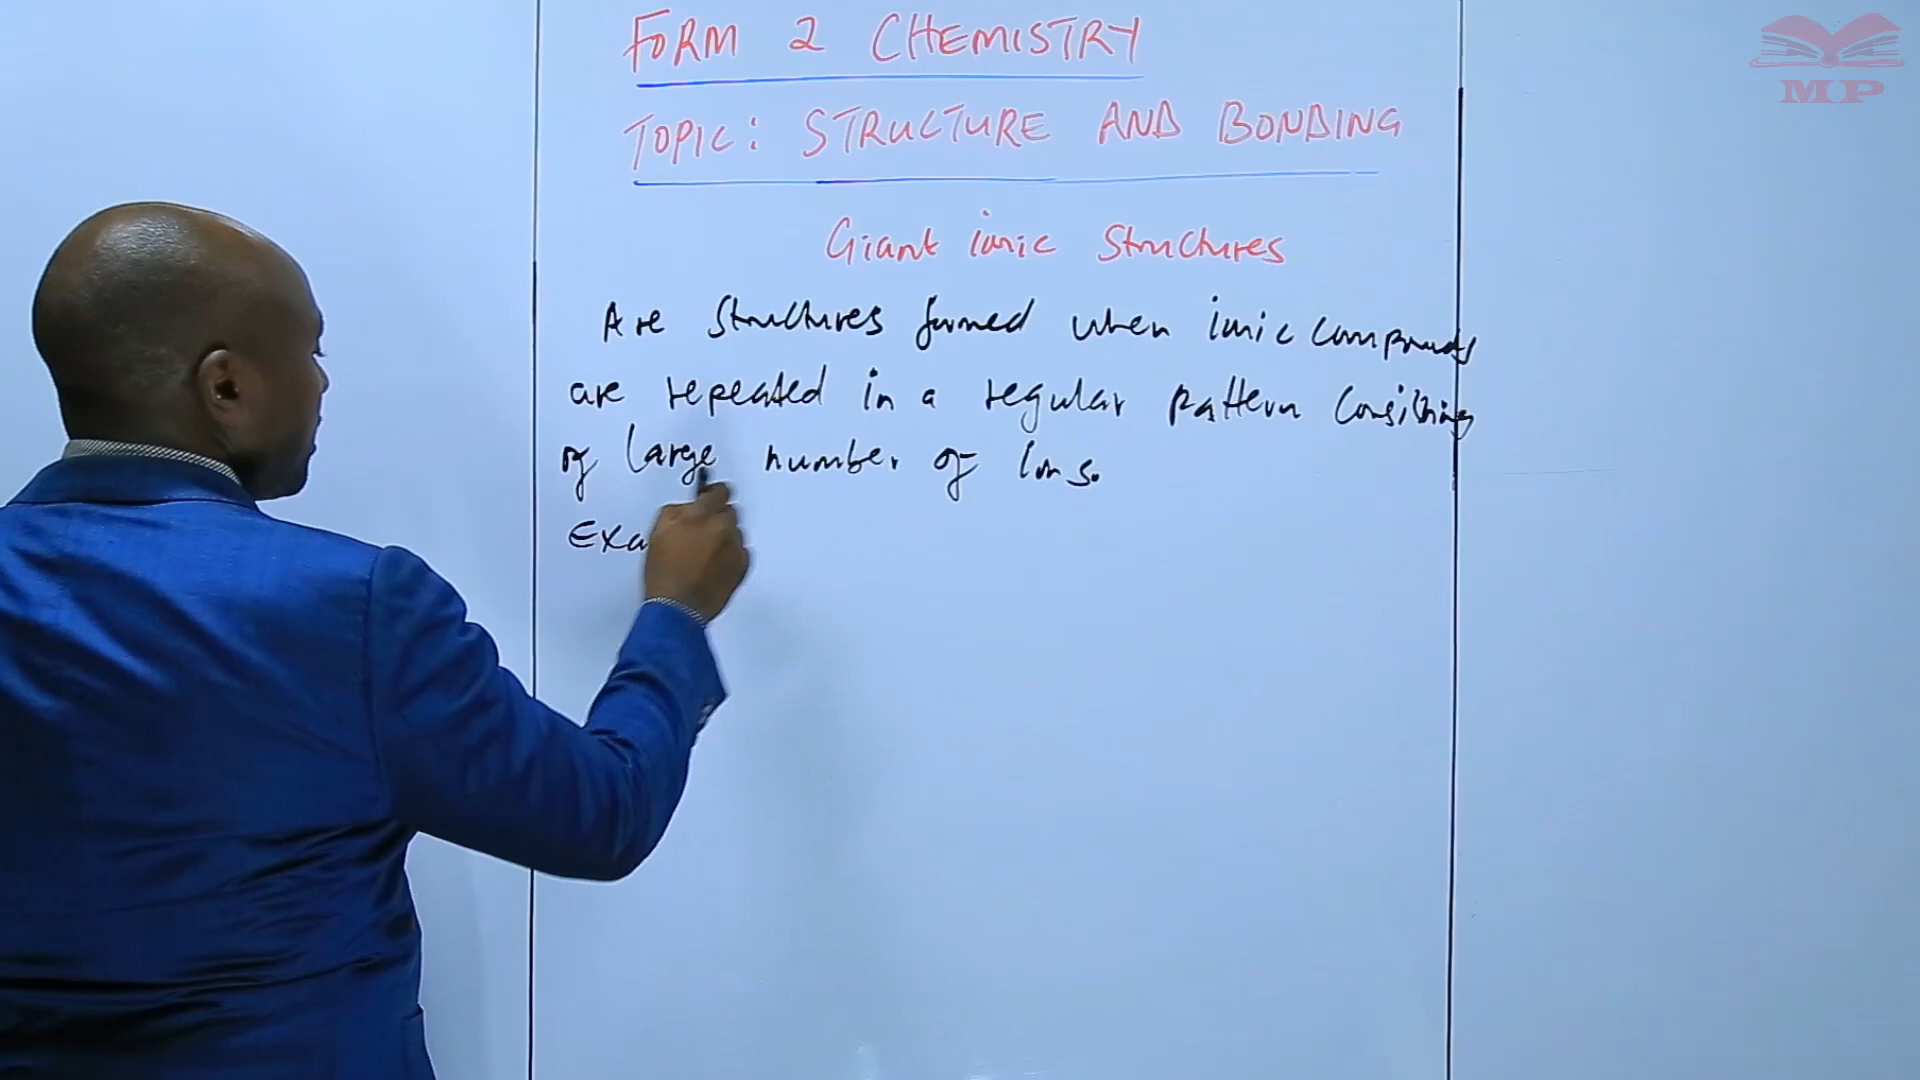 FORM 2 CHEMISTRY
TOPIC: STRUCTURE AND BONDING
Giant ionic structures
Are structures formed when ionic compounds
are repeated in a regular pattern consisting
of large number of ions.
Exa
MP